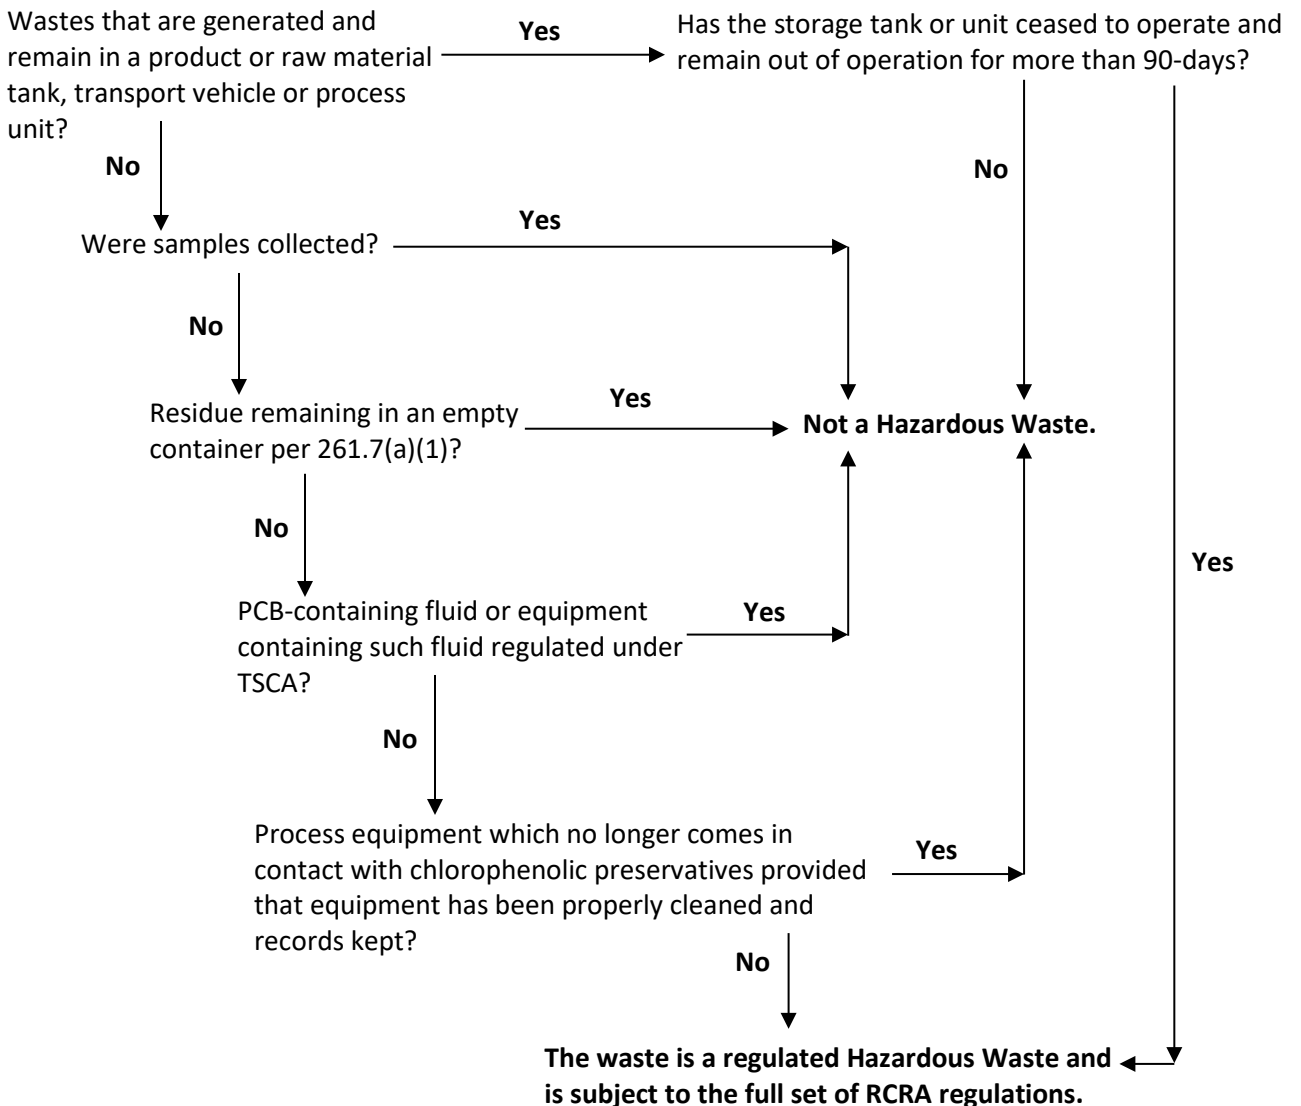 Wastes that are generated and
remain in a product or raw material
tank, transport vehicle or process
unit?
Yes
Has the storage tank or unit ceased to operate and
remain out of operation for more than 90-days?
No
No
Were samples collected?
Yes
No
Residue remaining in an empty
container per 261.7(a)(1)?
Yes
Not a Hazardous Waste.
No
Yes
PCB-containing fluid or equipment
containing such fluid regulated under
TSCA?
Yes
No
Process equipment which no longer comes in
contact with chlorophenolic preservatives provided
that equipment has been properly cleaned and
records kept?
Yes
No
The waste is a regulated Hazardous Waste and
is subject to the full set of RCRA regulations.